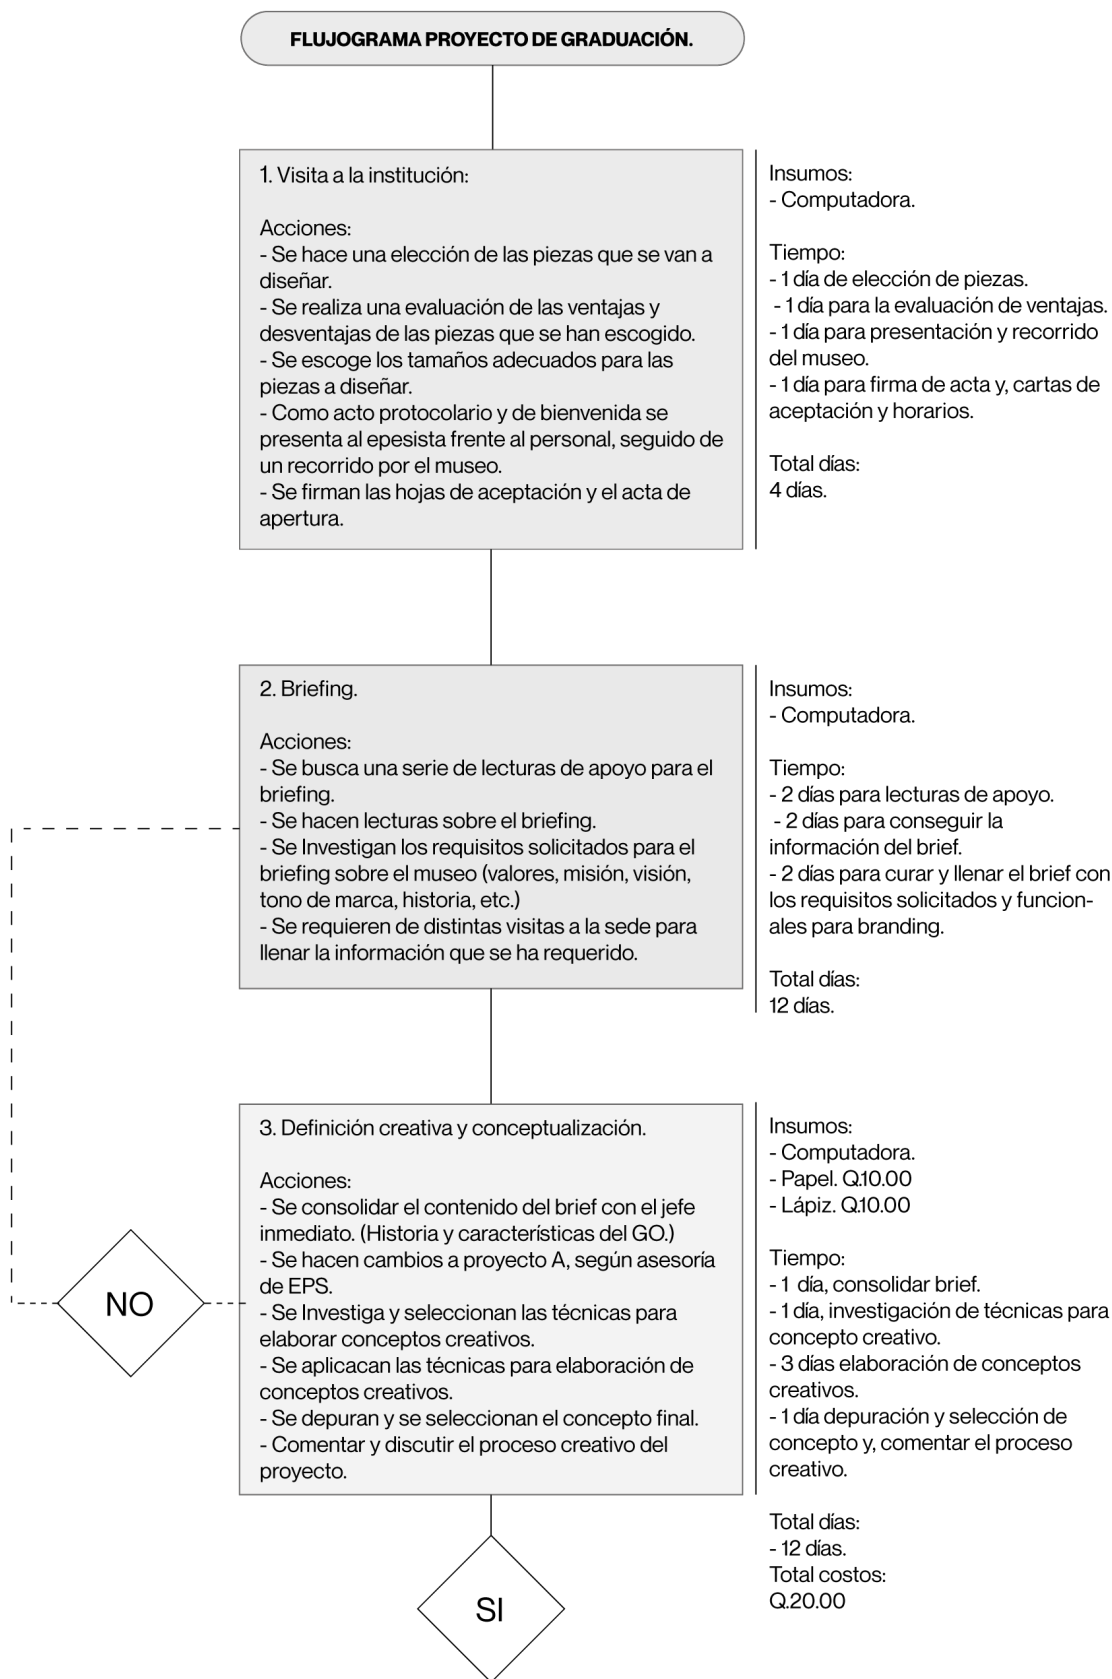 FLUJOGRAMA PROYECTO DE GRADUACIÓN.
1. Visita a la institución:
Acciones:
- Se hace una elección de las piezas que se van a
diseñar.
- Se realiza una evaluación de las ventajas y
desventajas de las piezas que se han escogido.
- Se escoge los tamaños adecuados para las
piezas a diseñar.
- Como acto protocolario y de bienvenida se
presenta al epesista frente al personal, seguido de
un recorrido por el museo.
- Se firman las hojas de aceptación y el acta de
apertura.
Insumos:
- Computadora.
Tiempo:
- 1 día de elección de piezas.
- 1 día para la evaluación de ventajas.
- 1 día para presentación y recorrido
del museo.
- 1 día para firma de acta y, cartas de
aceptación y horarios.
Total días:
4 días.
2. Briefing.
Acciones:
- Se busca una serie de lecturas de apoyo para el
briefing.
- Se hacen lecturas sobre el briefing.
- Se Investigan los requisitos solicitados para el
briefing sobre el museo (valores, misión, visión,
tono de marca, historia, etc.)
- Se requieren de distintas visitas a la sede para
llenar la información que se ha requerido.
Insumos:
- Computadora.
Tiempo:
- 2 días para lecturas de apoyo.
- 2 días para conseguir la
información del brief.
- 2 días para curar y llenar el brief con
los requisitos solicitados y funcion-
ales para branding.
Total días:
12 días.
3. Definición creativa y conceptualización.
Acciones:
- Se consolidar el contenido del brief con el jefe
inmediato. (Historia y característícas del GO.)
- Se hacen cambios a proyecto A, según asesoría
de EPS.
- Se Investiga y seleccionan las técnicas para
elaborar conceptos creativos.
- Se aplicacan las técnicas para elaboración de
conceptos creativos.
- Se depuran y se seleccionan el concepto final.
- Comentar y discutir el proceso creativo del
proyecto.
Insumos:
- Computadora.
- Papel. Q.10.00
- Lápiz. Q.10.00
Tiempo:
- 1 día, consolidar brief.
- 1 día, investigación de técnicas para
concepto creativo.
- 3 días elaboración de conceptos
creativos.
- 1 día depuración y selección de
concepto y, comentar el proceso
creativo.
Total días:
- 12 días.
Total costos:
Q.20.00
NO
SI